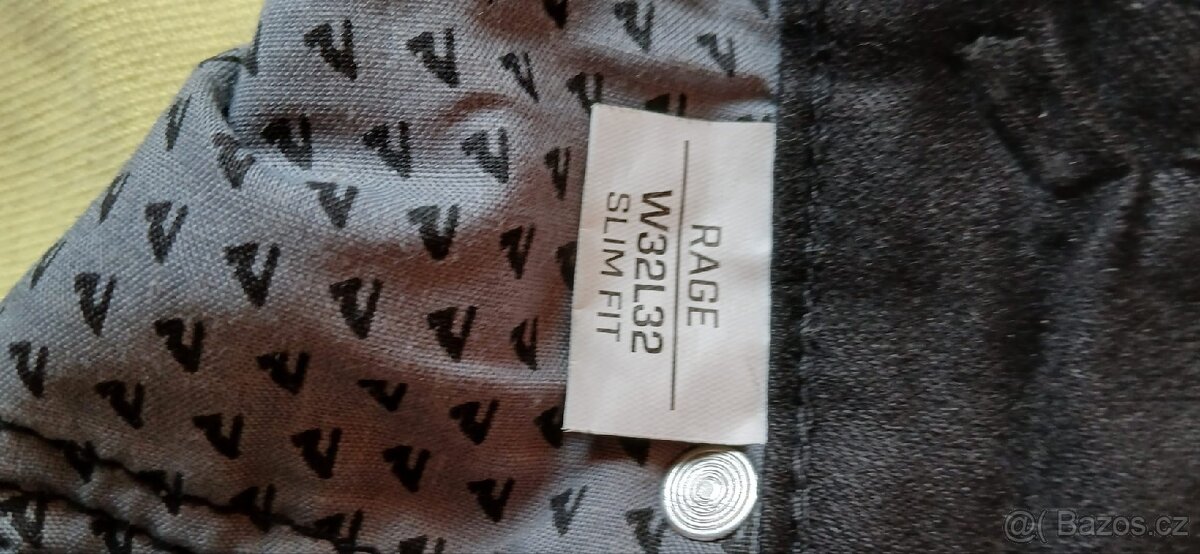 RAGE
W32L32
SLIM FIT
@( Bazos.cz